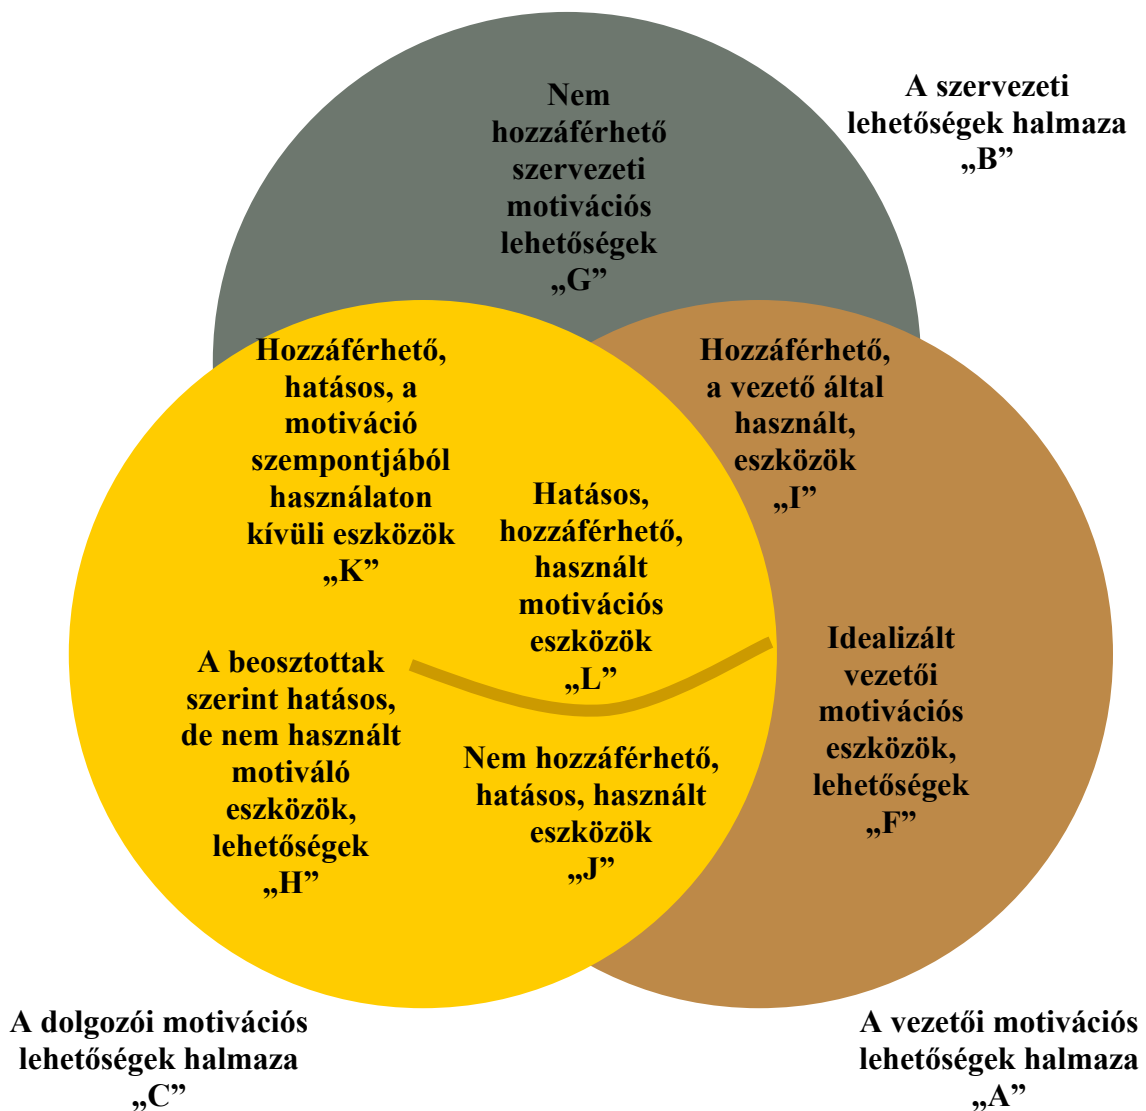 Nem
hozzáférhető
szervezeti
motivációs
lehetőségek
„G”
A szervezeti
lehetőségek halmaza
„B”
Hozzáférhető,
hatásos, a
motiváció
szempontjából
használaton
kívüli eszközök
„K”
Hozzáférhető,
a vezető által
használt,
eszközök
„I”
Hatásos,
hozzáférhető,
használt
motivációs
eszközök
„L”
A beosztottak
szerint hatásos,
de nem használt
motiváló
eszközök,
lehetőségek
„H”
Nem hozzáférhető,
hatásos, használt
eszközök
„J”
Idealizált
vezetői
motivációs
eszközök,
lehetőségek
„F”
A dolgozói motivációs
lehetőségek halmaza
„C”
A vezetői motivációs
lehetőségek halmaza
„A”